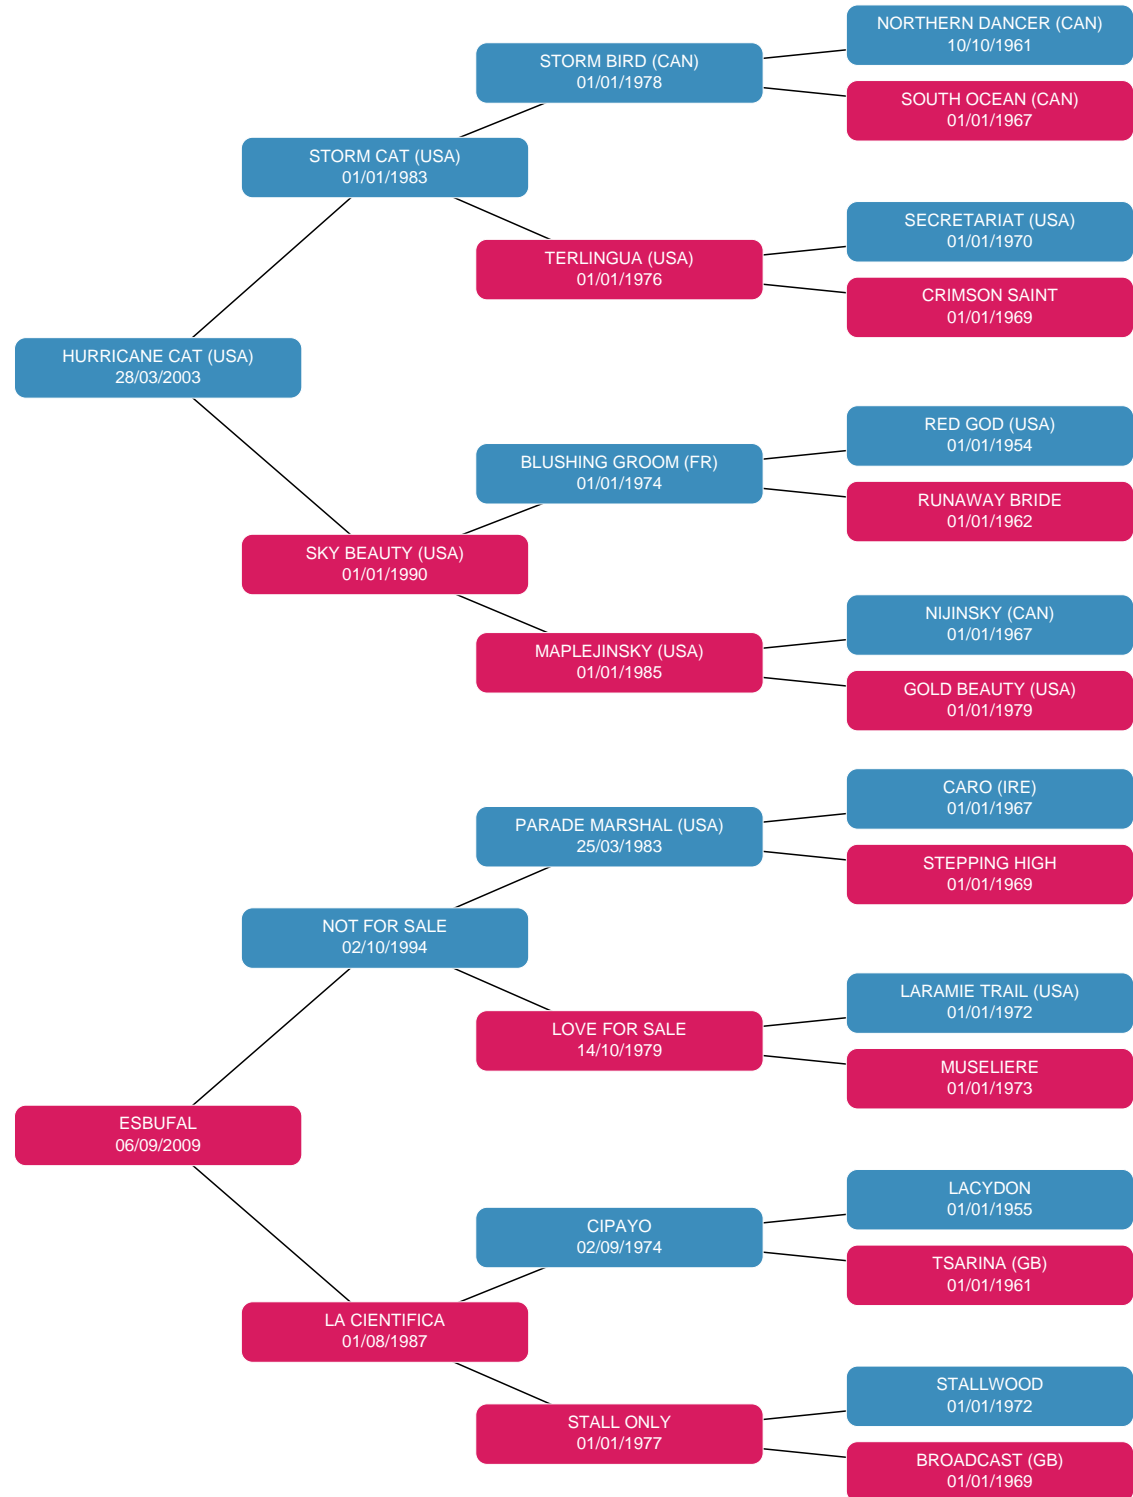 NORTHERN DANCER (CAN)
10/10/1961
STORM BIRD (CAN)
01/01/1978
SOUTH OCEAN (CAN)
01/01/1967
STORM CAT (USA)
01/01/1983
SECRETARIAT (USA)
01/01/1970
TERLINGUA (USA)
01/01/1976
CRIMSON SAINT
01/01/1969
HURRICANE CAT (USA)
28/03/2003
RED GOD (USA)
01/01/1954
BLUSHING GROOM (FR)
01/01/1974
RUNAWAY BRIDE
01/01/1962
SKY BEAUTY (USA)
01/01/1990
NIJINSKY (CAN)
01/01/1967
MAPLEJINSKY (USA)
01/01/1985
GOLD BEAUTY (USA)
01/01/1979
CARO (IRE)
01/01/1967
PARADE MARSHAL (USA)
25/03/1983
STEPPING HIGH
01/01/1969
NOT FOR SALE
02/10/1994
LARAMIE TRAIL (USA)
01/01/1972
LOVE FOR SALE
14/10/1979
MUSELIERE
01/01/1973
ESBUFAL
06/09/2009
LACYDON
01/01/1955
CIPAYO
02/09/1974
TSARINA (GB)
01/01/1961
LA CIENTIFICA
01/08/1987
STALLWOOD
01/01/1972
STALL ONLY
01/01/1977
BROADCAST (GB)
01/01/1969